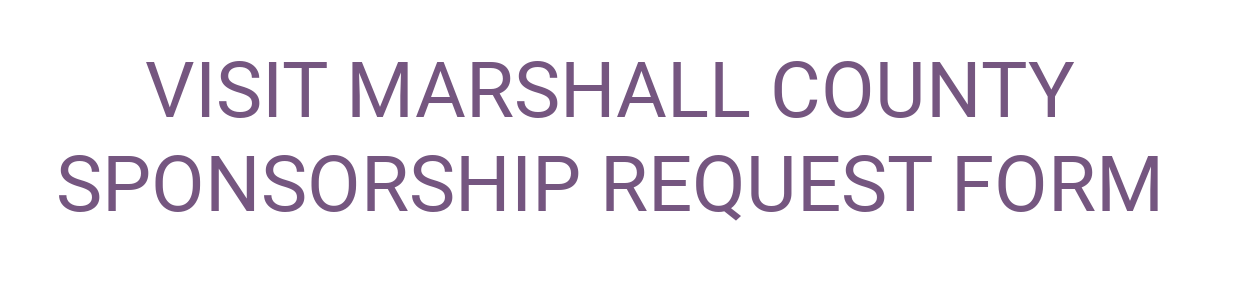 VISIT MARSHALL COUNTY
SPONSORSHIP REQUEST FORM